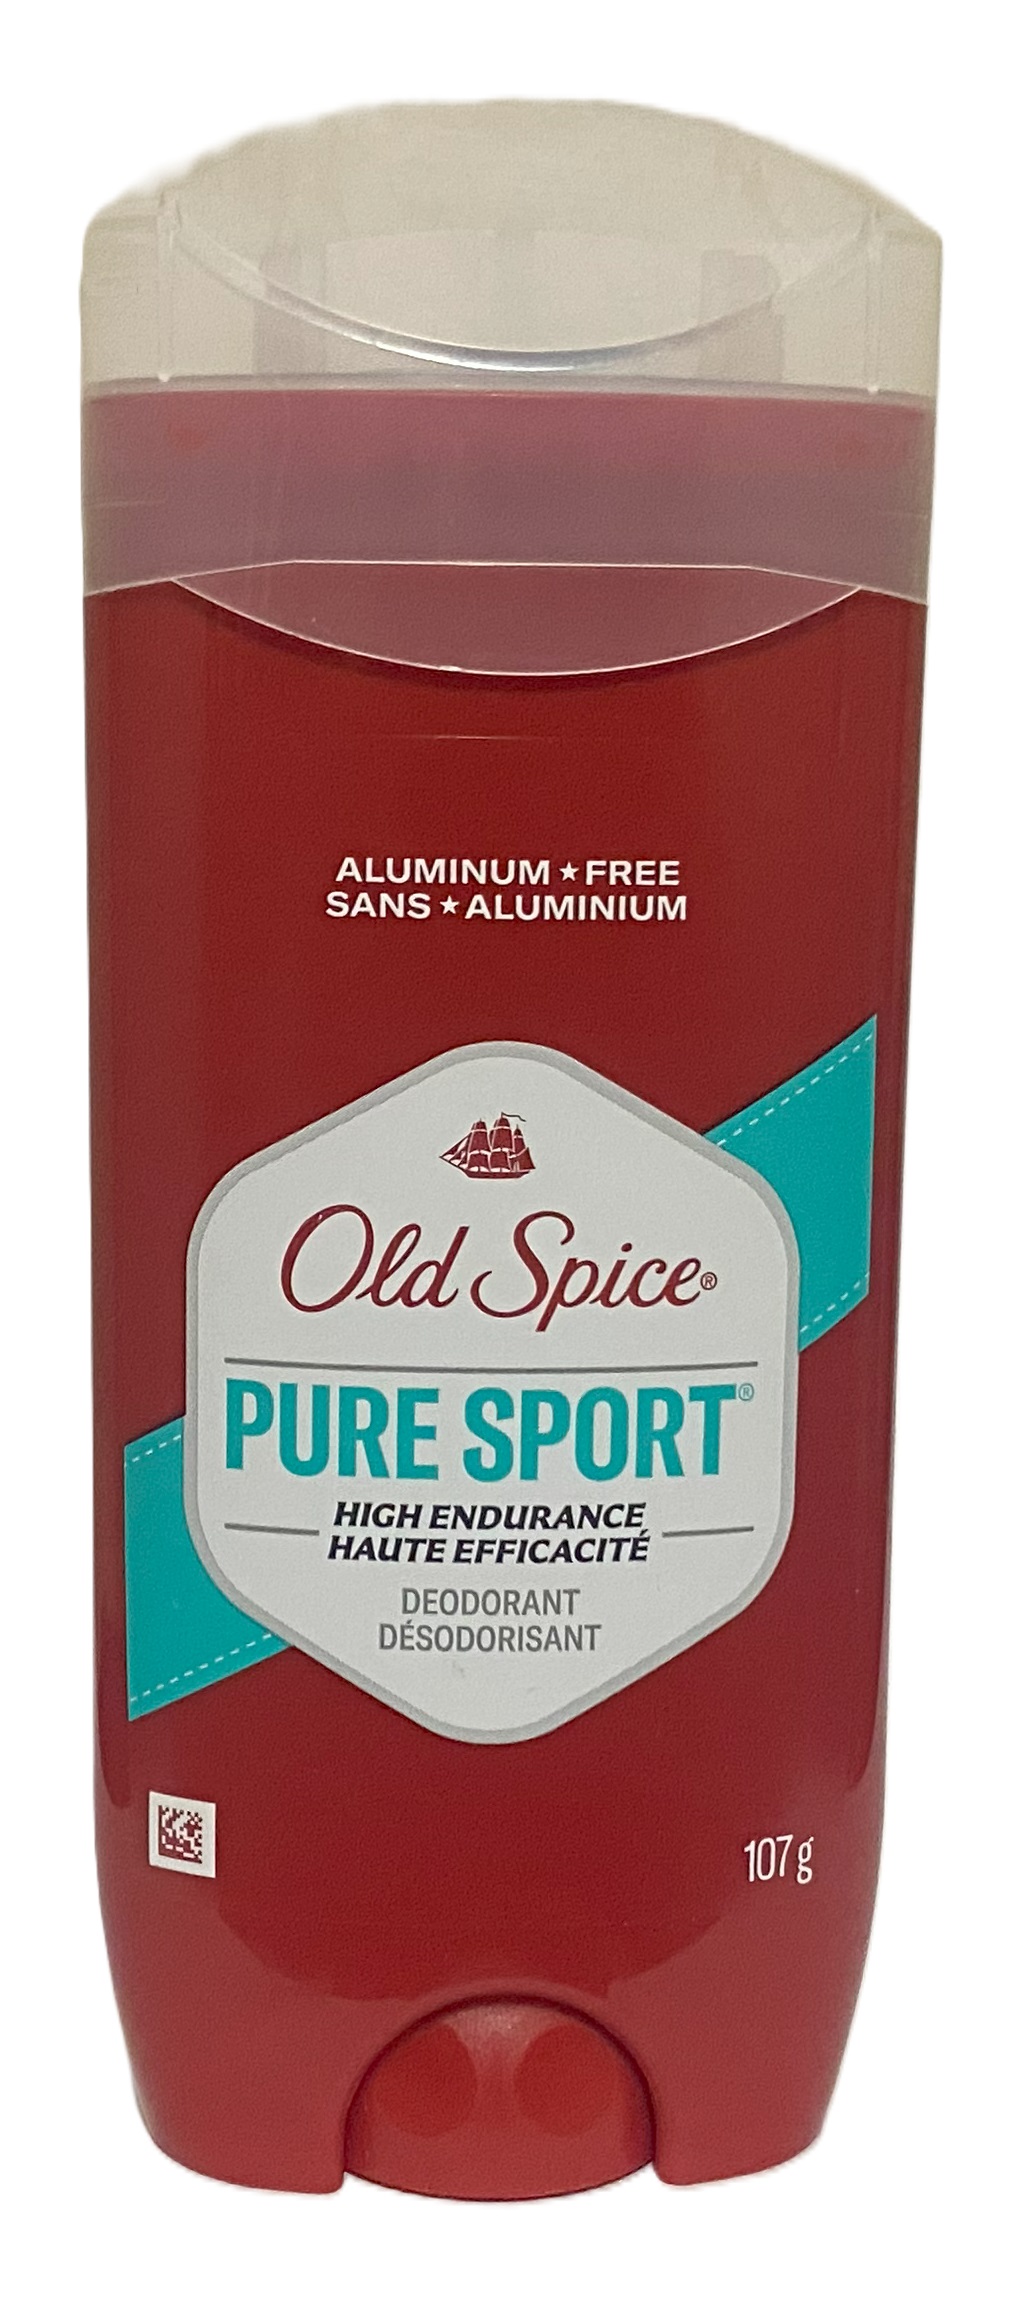 ALUMINUM ★ FREE
SANS ★ ALUMINIUM
Old Spice®
PURE SPORT®
HIGH ENDURANCE
HAUTE EFFICACITÉ
DEODORANT
DÉSODORISANT
107 g